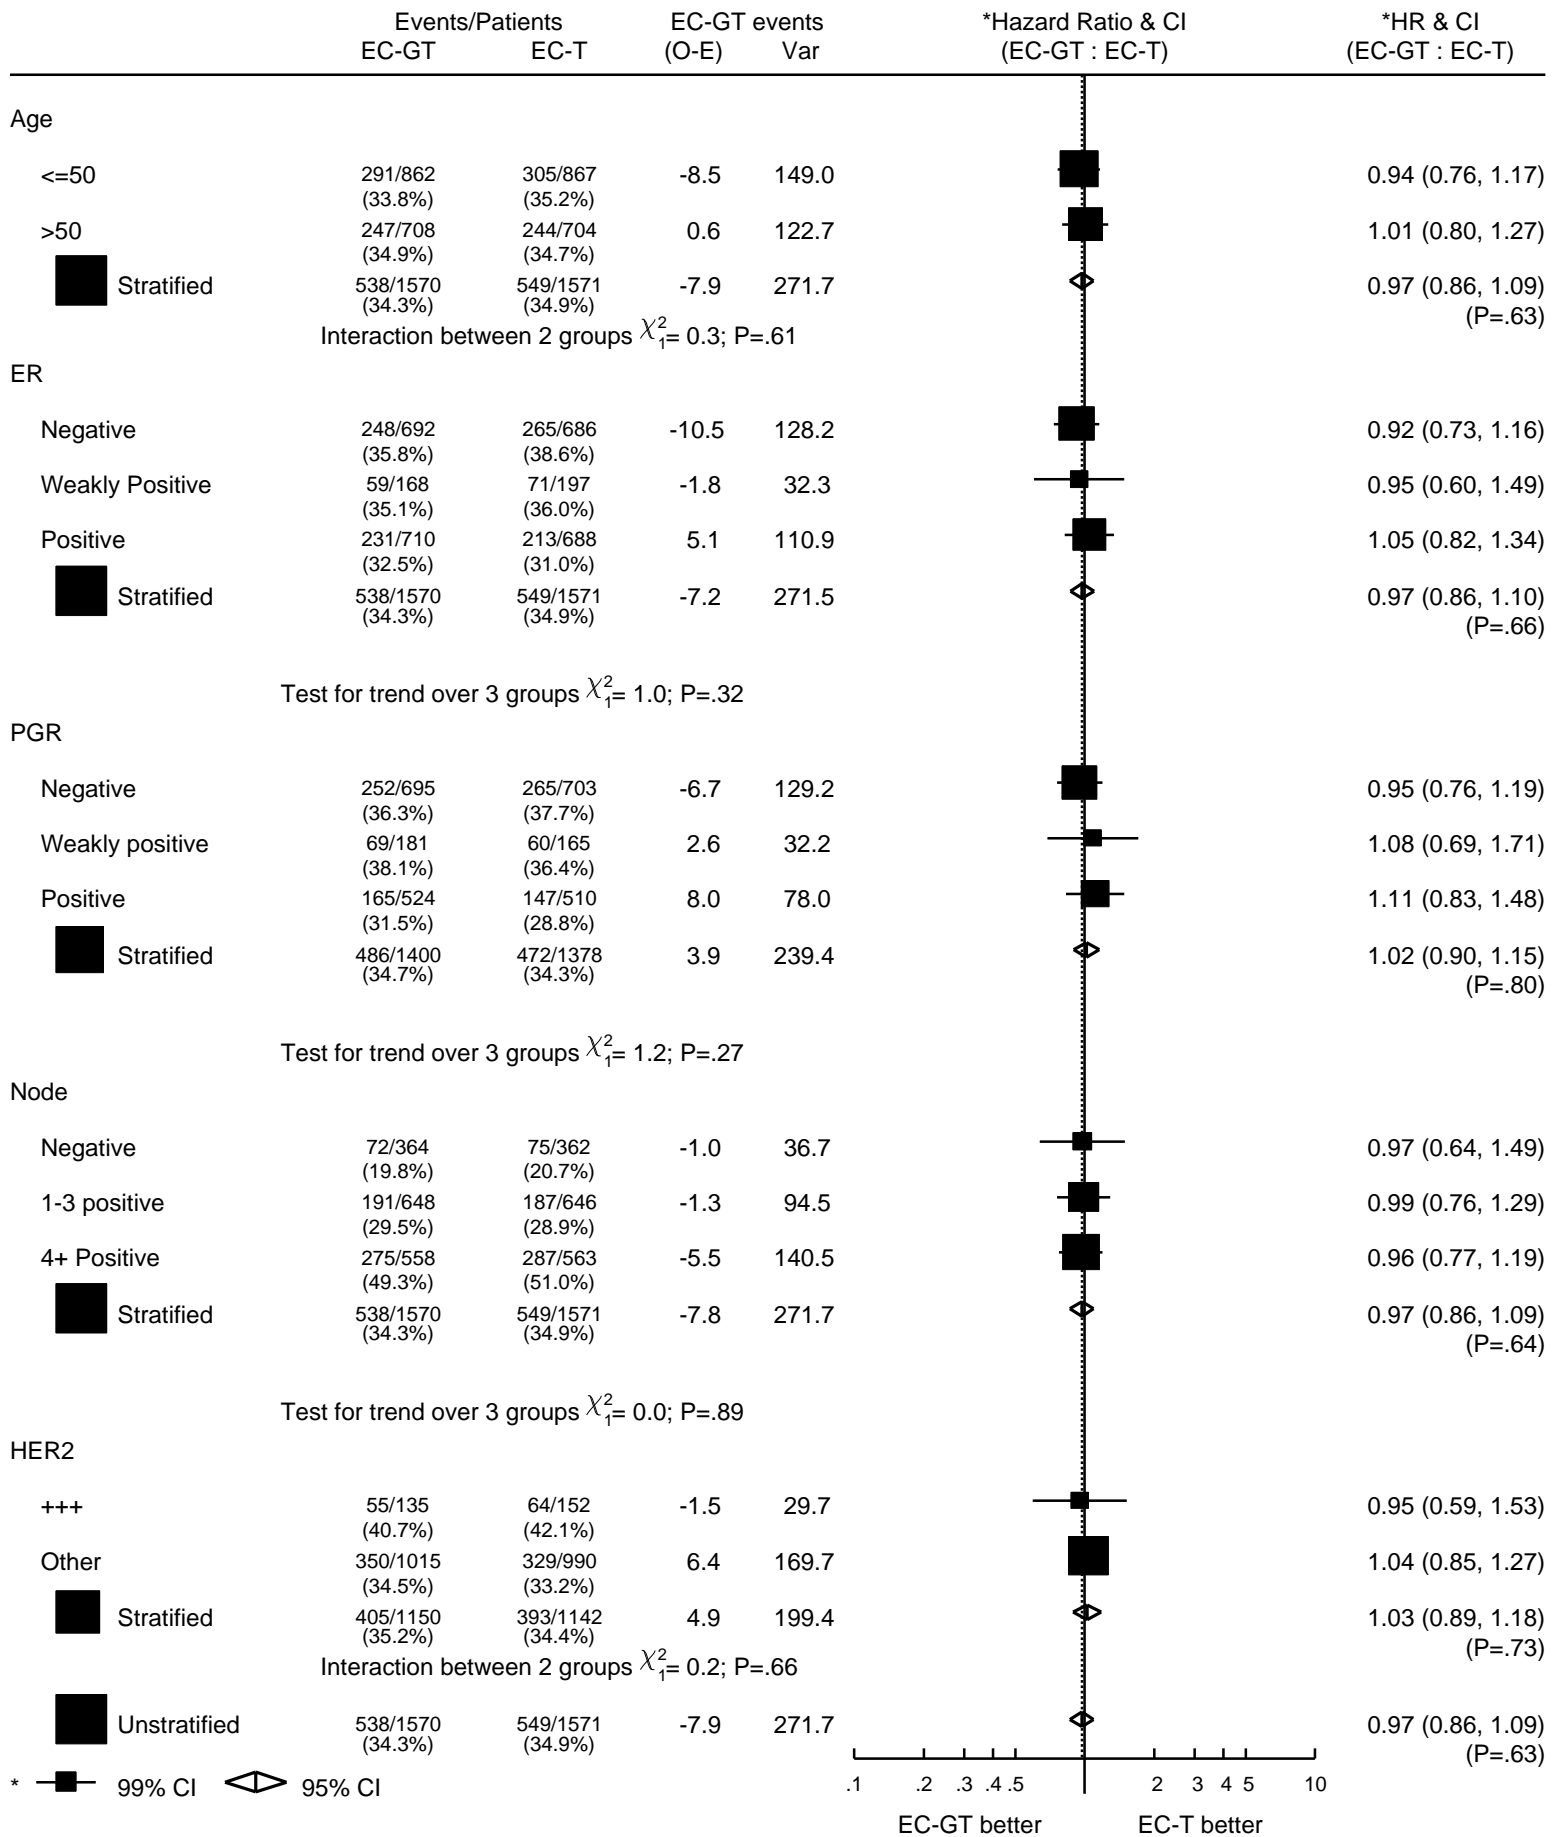 Events/Patients EC-GT events *Hazard Ratio & CI *HR & CI
EC-GT EC-T (O-E) Var (EC-GT : EC-T) (EC-GT : EC-T)
Age
<=50 291/862 305/867 -8.5 149.0 0.94 (0.76, 1.17)
(33.8%) (35.2%)
>50 247/708 244/704 0.6 122.7 1.01 (0.80, 1.27)
(34.9%) (34.7%)
Stratified 538/1570 549/1571 -7.9 271.7 0.97 (0.86, 1.09)
(34.3%) (34.9%) (P=.63)
Interaction between 2 groups χ²₁= 0.3; P=.61
ER
Negative 248/692 265/686 -10.5 128.2 0.92 (0.73, 1.16)
(35.8%) (38.6%)
Weakly Positive 59/168 71/197 -1.8 32.3 0.95 (0.60, 1.49)
(35.1%) (36.0%)
Positive 231/710 213/688 5.1 110.9 1.05 (0.82, 1.34)
(32.5%) (31.0%)
Stratified 538/1570 549/1571 -7.2 271.5 0.97 (0.86, 1.10)
(34.3%) (34.9%) (P=.66)
Test for trend over 3 groups χ²₁= 1.0; P=.32
PGR
Negative 252/695 265/703 -6.7 129.2 0.95 (0.76, 1.19)
(36.3%) (37.7%)
Weakly positive 69/181 60/165 2.6 32.2 1.08 (0.69, 1.71)
(38.1%) (36.4%)
Positive 165/524 147/510 8.0 78.0 1.11 (0.83, 1.48)
(31.5%) (28.8%)
Stratified 486/1400 472/1378 3.9 239.4 1.02 (0.90, 1.15)
(34.7%) (34.3%) (P=.80)
Test for trend over 3 groups χ²₁= 1.2; P=.27
Node
Negative 72/364 75/362 -1.0 36.7 0.97 (0.64, 1.49)
(19.8%) (20.7%)
1-3 positive 191/648 187/646 -1.3 94.5 0.99 (0.76, 1.29)
(29.5%) (28.9%)
4+ Positive 275/558 287/563 -5.5 140.5 0.96 (0.77, 1.19)
(49.3%) (51.0%)
Stratified 538/1570 549/1571 -7.8 271.7 0.97 (0.86, 1.09)
(34.3%) (34.9%) (P=.64)
Test for trend over 3 groups χ²₁= 0.0; P=.89
HER2
+++ 55/135 64/152 -1.5 29.7 0.95 (0.59, 1.53)
(40.7%) (42.1%)
Other 350/1015 329/990 6.4 169.7 1.04 (0.85, 1.27)
(34.5%) (33.2%)
Stratified 405/1150 393/1142 4.9 199.4 1.03 (0.89, 1.18)
(35.2%) (34.4%) (P=.73)
Interaction between 2 groups χ²₁= 0.2; P=.66
Unstratified 538/1570 549/1571 -7.9 271.7 0.97 (0.86, 1.09)
(34.3%) (34.9%) (P=.63)
* 99% CI 95% CI .1 .2 .3 .4 .5 2 3 4 5 10
EC-GT better EC-T better